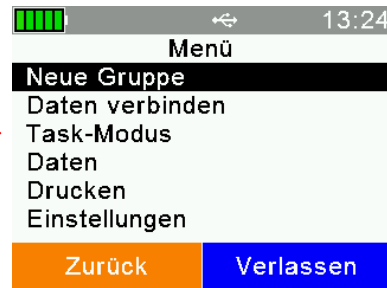 13:24
Menü
Neue Gruppe
Daten verbinden
Task-Modus
Daten
Drucken
Einstellungen
Zurück Verlassen